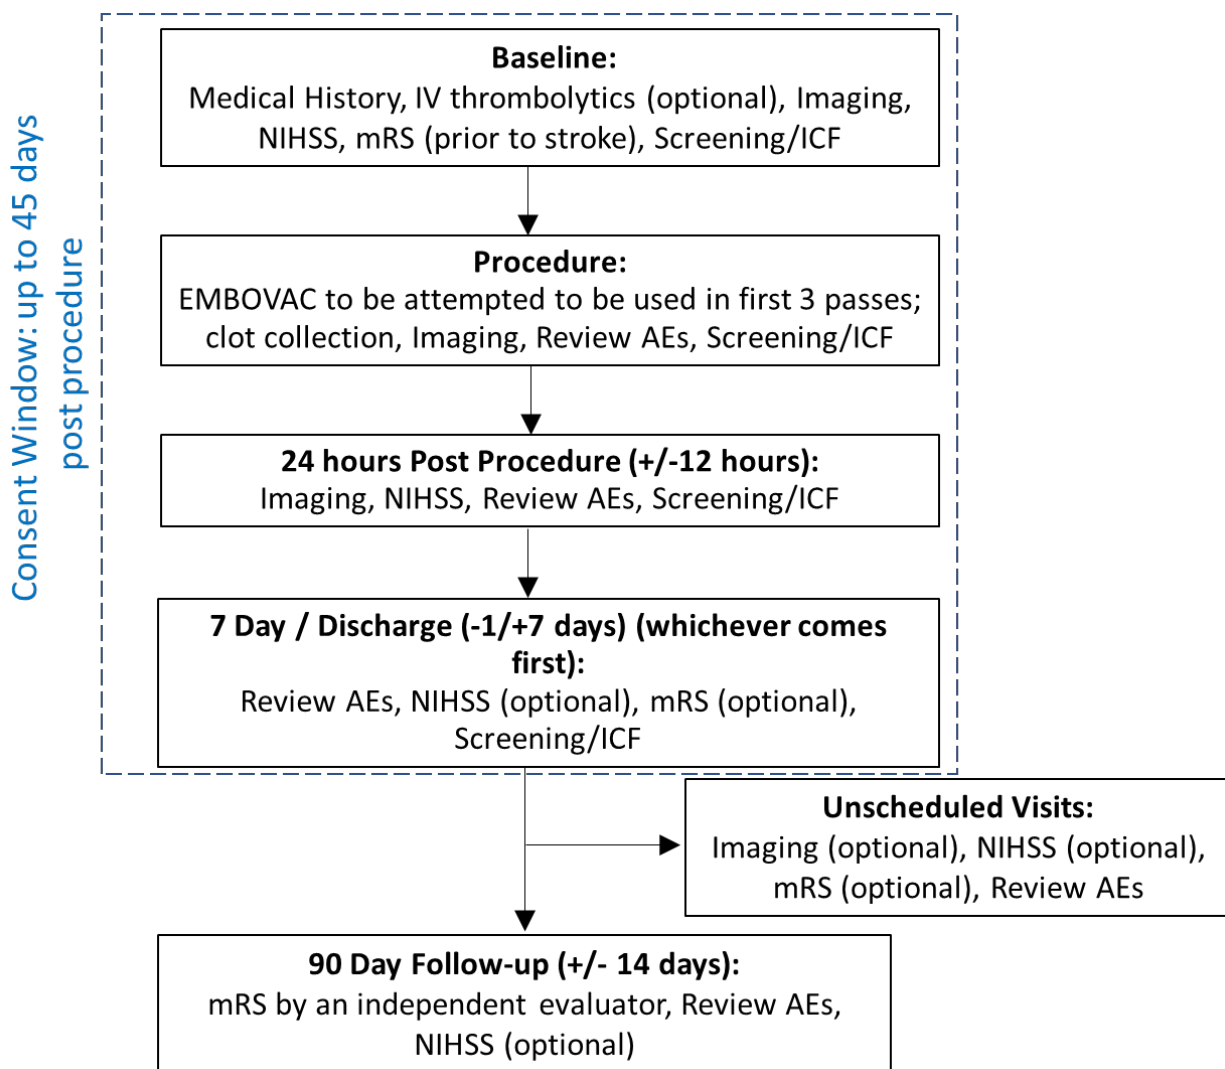 Consent Window: up to 45 days
post procedure
Baseline:
Medical History, IV thrombolytics (optional), Imaging,
NIHSS, mRS (prior to stroke), Screening/ICF
Procedure:
EMBOVAC to be attempted to be used in first 3 passes;
clot collection, Imaging, Review AEs, Screening/ICF
24 hours Post Procedure (+/-12 hours):
Imaging, NIHSS, Review AEs, Screening/ICF
7 Day / Discharge (-1/+7 days) (whichever comes
first):
Review AEs, NIHSS (optional), mRS (optional),
Screening/ICF
Unscheduled Visits:
Imaging (optional), NIHSS (optional),
mRS (optional), Review AEs
90 Day Follow-up (+/- 14 days):
mRS by an independent evaluator, Review AEs,
NIHSS (optional)